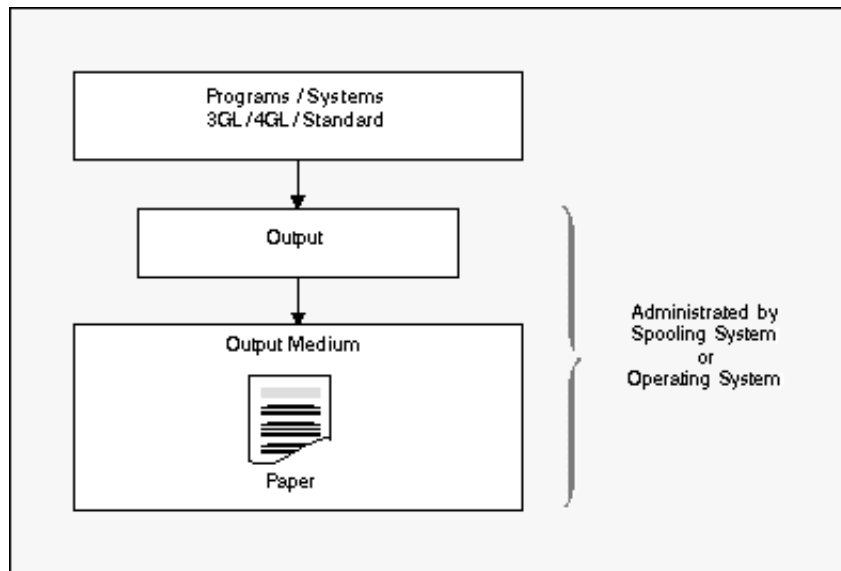 Programs / Systems
3GL/4GL/Standard
Output
Output Medium
Paper
Administrated by
Spooling System
or
Operating System